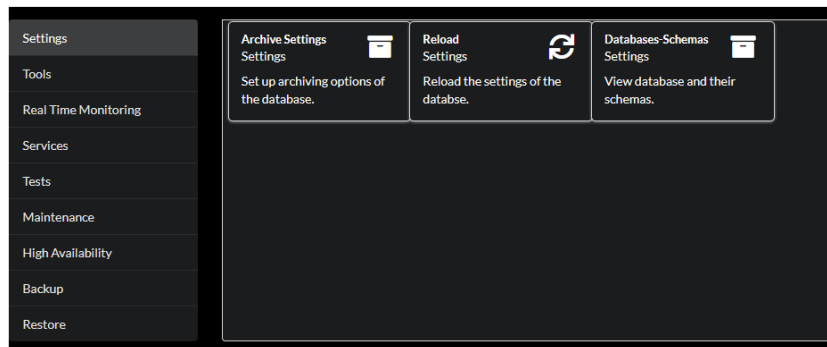 Settings
Tools
Real Time Monitoring
Services
Tests
Maintenance
High Availability
Backup
Restore
Archive Settings
Settings
Set up archiving options of
the database.
Reload
Settings
Reload the settings of the
databse.
Databases-Schemas
Settings
View database and their
schemas.